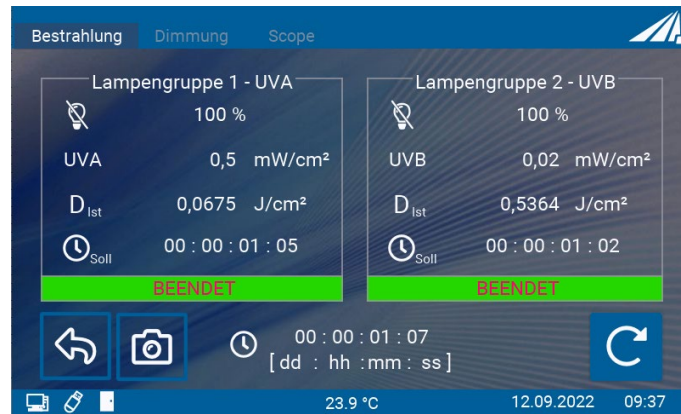 Bestrahlung Dimmung Scope
Lampengruppe 1 - UVA
100 %
UVA 0,5 mW/cm²
D Ist 0,0675 J/cm²
Soll 00 : 00 : 01 : 05
BEENDET
Lampengruppe 2 - UVB
100 %
UVB 0,02 mW/cm²
D Ist 0,5364 J/cm²
Soll 00 : 00 : 01 : 02
BEENDET
00 : 00 : 01 : 07
[ dd : hh : mm : ss ]
23.9 °C 12.09.2022 09:37